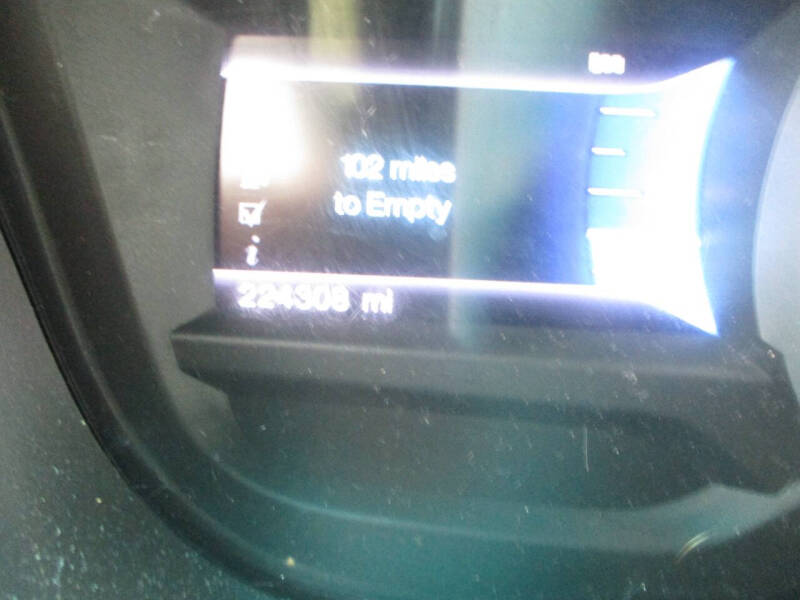 102 miles
to Empty
i
224308 mi